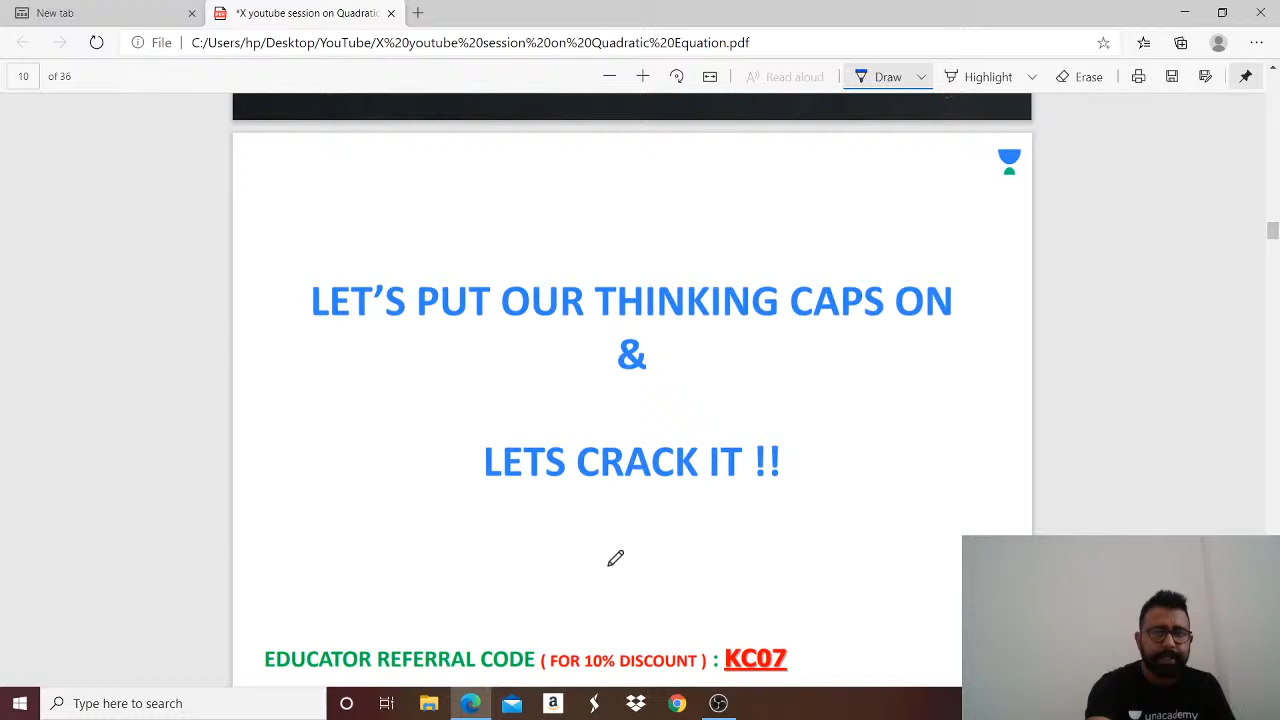 New tab
*X youtube session on Quadratic
File
C:/Users/hp/Desktop/YouTube/X%20youtube%20session%20on%20Quadratic%20Equation.pdf
10 of 36
Read aloud
Draw
Highlight
Erase
LET’S PUT OUR THINKING CAPS ON
&
LETS CRACK IT !!
EDUCATOR REFERRAL CODE ( FOR 10% DISCOUNT ) : KC07
unacademy
Type here to search